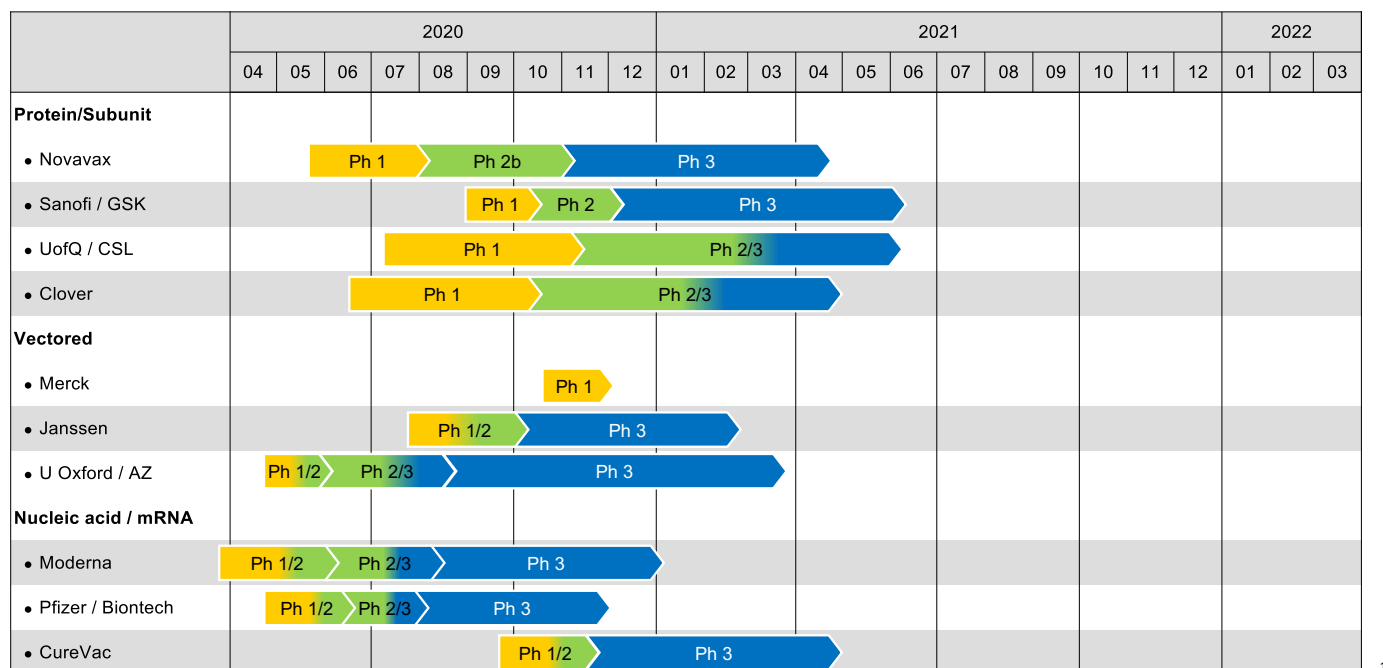 2020 2021 2022
04 05 06 07 08 09 10 11 12 01 02 03 04 05 06 07 08 09 10 11 12 01 02 03
Protein/Subunit
• Novavax Ph 1 Ph 2b Ph 3
• Sanofi / GSK Ph 1 Ph 2 Ph 3
• UofQ / CSL Ph 1 Ph 2/3
• Clover Ph 1 Ph 2/3
Vectored
• Merck Ph 1
• Janssen Ph 1/2 Ph 3
• U Oxford / AZ Ph 1/2 Ph 2/3 Ph 3
Nucleic acid / mRNA
• Moderna Ph 1/2 Ph 2/3 Ph 3
• Pfizer / Biontech Ph 1/2 Ph 2/3 Ph 3
• CureVac Ph 1/2 Ph 3